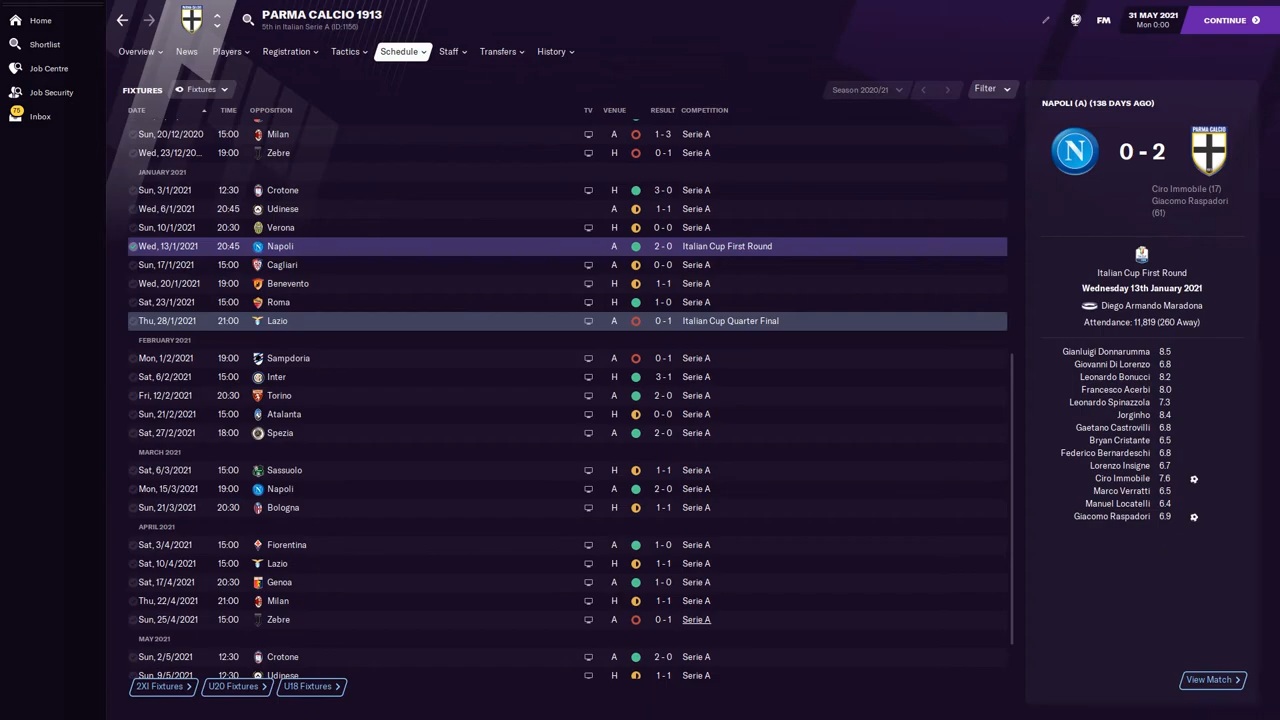 Home
PARMA CALCIO 1913
5th in Italian Serie A (ID:1156)
FM
31 MAY 2021
Mon 0:00
CONTINUE
Shortlist
Job Centre
Job Security
75
Inbox
Overview
News
Players
Registration
Tactics
Schedule
Staff
Transfers
History
FIXTURES
Fixtures
Season 2020/21
Filter
DATE TIME OPPOSITION TV VENUE RESULT COMPETITION
Sun, 20/12/2020 15:00 Milan A 1 - 3 Serie A
Wed, 23/12/20... 19:00 Zebre H 0 - 1 Serie A
JANUARY 2021
Sun, 3/1/2021 12:30 Crotone H 3 - 0 Serie A
Wed, 6/1/2021 20:45 Udinese A 1 - 1 Serie A
Sun, 10/1/2021 20:30 Verona H 0 - 0 Serie A
Wed, 13/1/2021 20:45 Napoli A 2 - 0 Italian Cup First Round
Sun, 17/1/2021 15:00 Cagliari A 0 - 0 Serie A
Wed, 20/1/2021 19:00 Benevento H 1 - 1 Serie A
Sat, 23/1/2021 15:00 Roma H 1 - 0 Serie A
Thu, 28/1/2021 21:00 Lazio A 0 - 1 Italian Cup Quarter Final
FEBRUARY 2021
Mon, 1/2/2021 19:00 Sampdoria A 0 - 1 Serie A
Sat, 6/2/2021 15:00 Inter H 3 - 1 Serie A
Fri, 12/2/2021 20:30 Torino A 2 - 0 Serie A
Sun, 21/2/2021 15:00 Atalanta H 0 - 0 Serie A
Sat, 27/2/2021 18:00 Spezia A 2 - 0 Serie A
MARCH 2021
Sat, 6/3/2021 15:00 Sassuolo H 1 - 1 Serie A
Mon, 15/3/2021 19:00 Napoli A 2 - 0 Serie A
Sun, 21/3/2021 20:30 Bologna H 1 - 1 Serie A
APRIL 2021
Sat, 3/4/2021 15:00 Fiorentina A 1 - 0 Serie A
Sat, 10/4/2021 15:00 Lazio H 1 - 1 Serie A
Sat, 17/4/2021 20:30 Genoa A 1 - 0 Serie A
Thu, 22/4/2021 21:00 Milan H 1 - 1 Serie A
Sun, 25/4/2021 15:00 Zebre A 0 - 1 Serie A
MAY 2021
Sun, 2/5/2021 12:30 Crotone A 2 - 0 Serie A
Sun, 9/5/2021 12:30 Udinese H 1 - 1 Serie A
2XI Fixtures
U20 Fixtures
U18 Fixtures
NAPOLI (A) (138 DAYS AGO)
N
0 - 2
PARMA CALCIO
Ciro Immobile (17)
Giacomo Raspadori
(61)
Italian Cup First Round
Wednesday 13th January 2021
Diego Armando Maradona
Attendance: 11,819 (260 Away)
Gianluigi Donnarumma 8.5
Giovanni Di Lorenzo 6.8
Leonardo Bonucci 8.2
Francesco Acerbi 8.0
Leonardo Spinazzola 7.3
Jorginho 8.4
Gaetano Castrovilli 6.8
Bryan Cristante 6.5
Federico Bernardeschi 6.8
Lorenzo Insigne 6.7
Ciro Immobile 7.6
Marco Verratti 6.5
Manuel Locatelli 6.4
Giacomo Raspadori 6.9
View Match